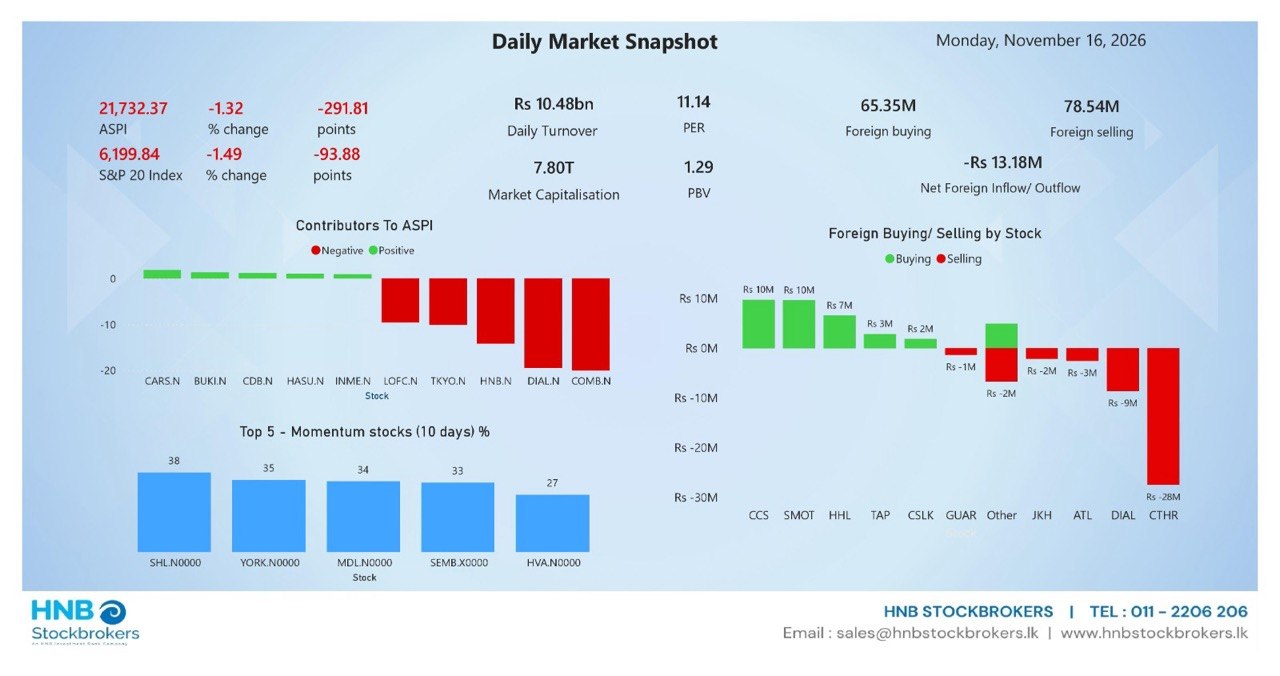 Daily Market Snapshot
Monday, November 16, 2026
21,732.37 -1.32 -291.81
ASPI % change points
6,199.84 -1.49 -93.88
S&P 20 Index % change points
Rs 10.48bn 11.14
Daily Turnover PER
7.80T 1.29
Market Capitalisation PBV
65.35M 78.54M
Foreign buying Foreign selling
-Rs 13.18M
Net Foreign Inflow/ Outflow
Contributors To ASPI
Negative Positive
0
-10
-20
CARS.N BUKI.N CDB.N HASU.N INME.N LOFC.N TKYO.N HNB.N DIAL.N COMB.N
Stock
Top 5 - Momentum stocks (10 days) %
38 35 34 33 27
SHL.N0000 YORK.N0000 MDL.N0000 SEMB.X0000 HVA.N0000
Stock
Foreign Buying/ Selling by Stock
Buying Selling
Rs 10M Rs 10M Rs 7M Rs 3M Rs 2M
Rs 10M
Rs 0M
Rs -1M Rs -2M Rs -2M Rs -3M Rs -9M Rs -28M
Rs -10M
Rs -20M
Rs -30M
CCS SMOT HHL TAP CSLK GUAR Other JKH ATL DIAL CTHR
HNB
Stockbrokers
An HNB Investment Bank Company
HNB STOCKBROKERS | TEL : 011 - 2206 206
Email : sales@hnbstockbrokers.lk | www.hnbstockbrokers.lk